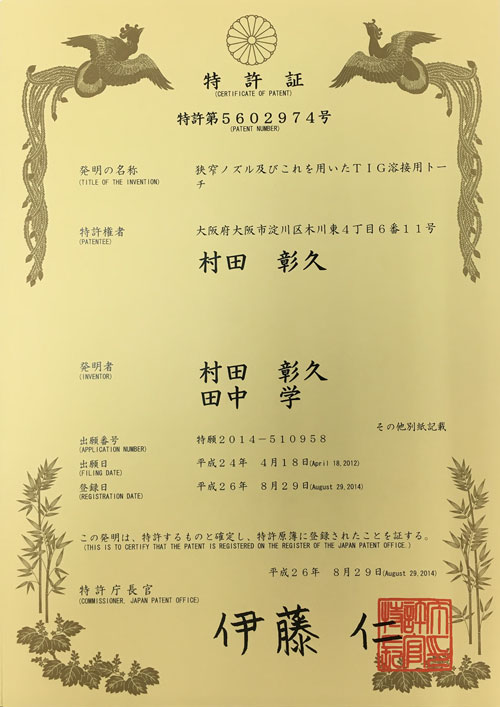 特許証
(CERTIFICATE OF PATENT)
特許第5602974号
(PATENT NUMBER)
発明の名称
(TITLE OF THE INVENTION)
狭窄ノズル及びこれを用いたTIG溶接用トー
チ
特許権者
(PATENTEE)
大阪府大阪市淀川区木川東4丁目6番11号
村田 彰久
発明者
(INVENTOR)
村田 彰久
田中 学
その他別紙記載
出願番号
(APPLICATION NUMBER)
特願2014-510958
出願日
(FILING DATE)
平成24年 4月18日(April 18,2012)
登録日
(REGISTRATION DATE)
平成26年 8月29日(August 29,2014)
この発明は、特許するものと確定し、特許原簿に登録されたことを証する。
(THIS IS TO CERTIFY THAT THE PATENT IS REGISTERED ON THE REGISTER OF THE JAPAN PATENT OFFICE.)
平成26年 8月29日(August 29,2014)
特許庁長官
(COMMISSIONER, JAPAN PATENT OFFICE)
伊藤 仁